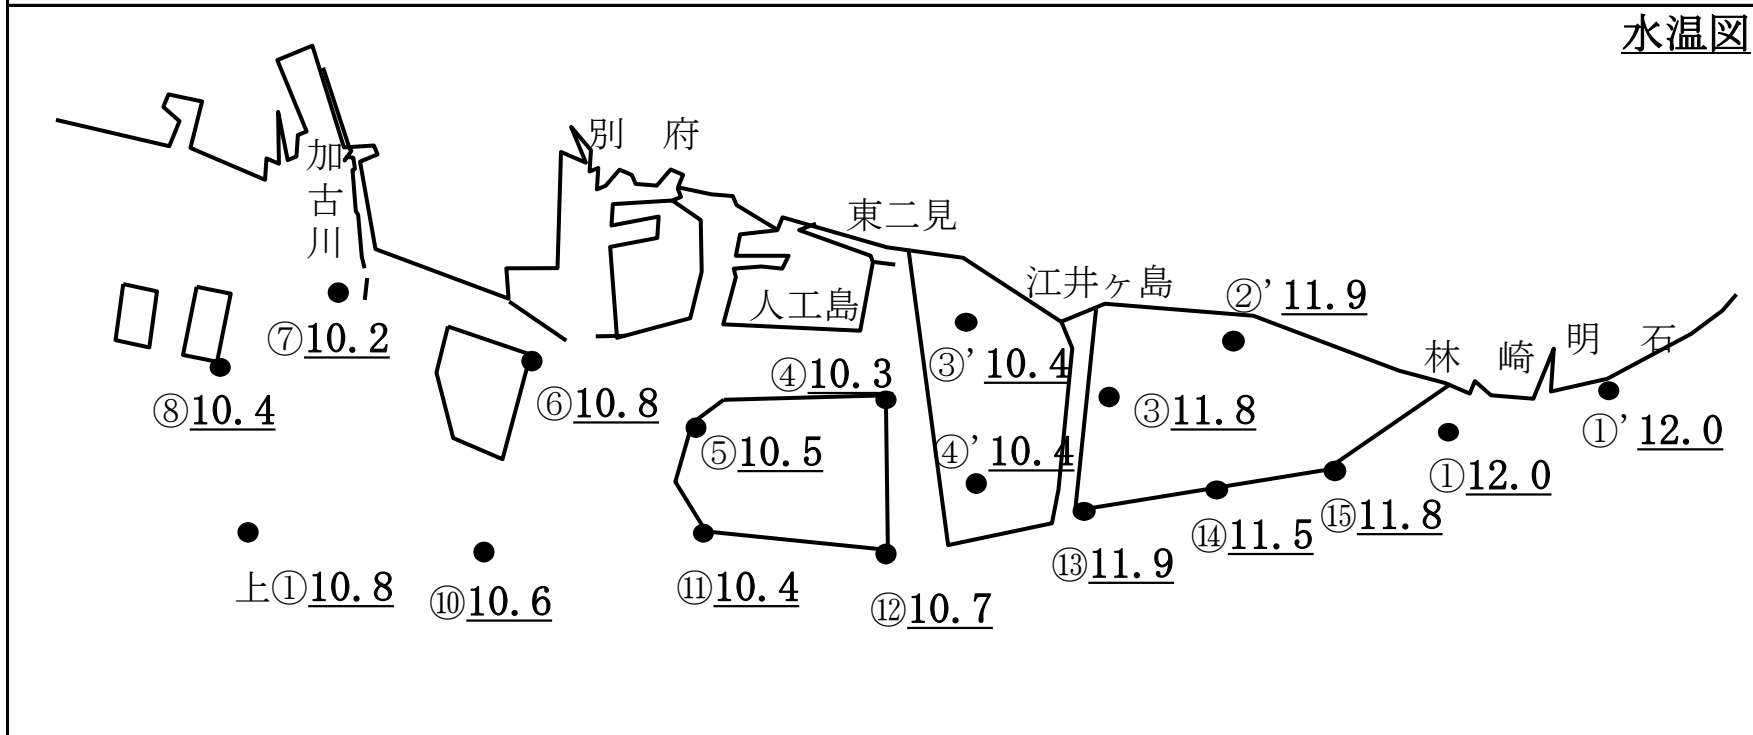 水温図
別 府
加古川
東二見
江井ヶ島
人工島
②' 11.9
林 崎
明 石
⑦10.2
③' 10.4
④10.3
⑧10.4
⑥10.8
③11.8
①' 12.0
⑤10.5
④' 10.4
①12.0
⑮11.8
⑭11.5
⑬11.9
上①10.8
⑩10.6
⑪10.4
⑫10.7